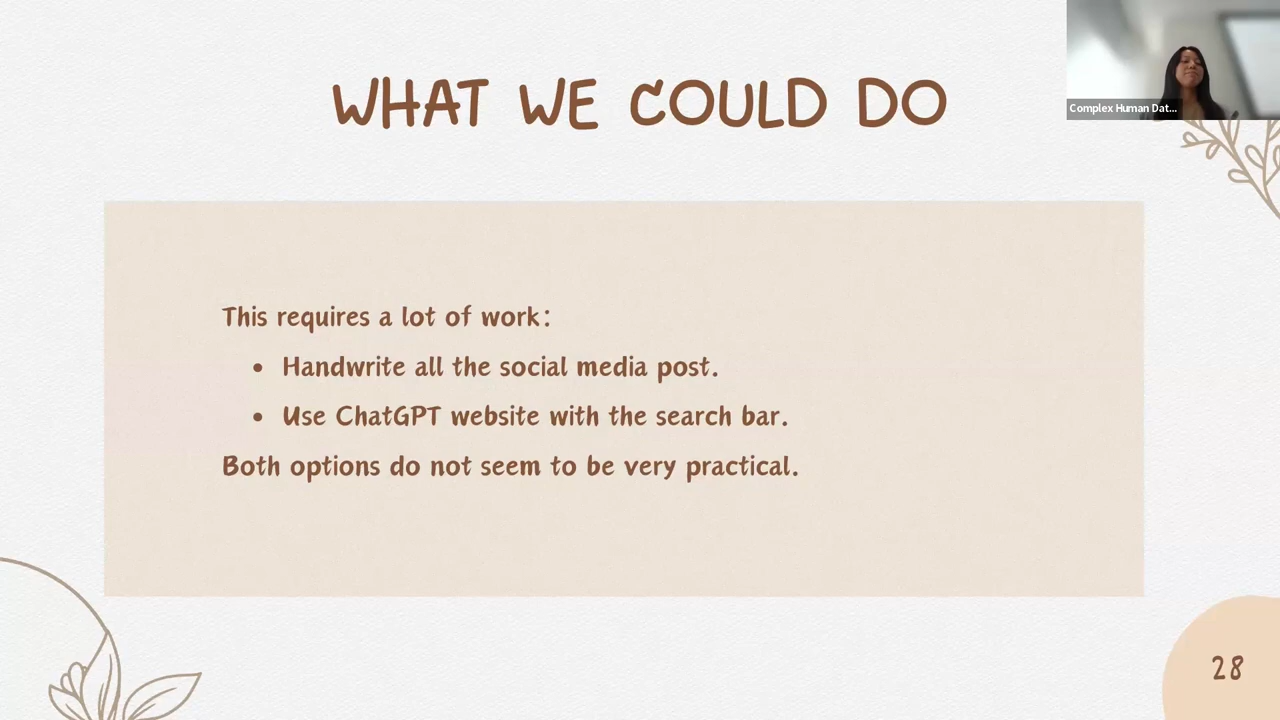 WHAT WE COULD DO
Complex Human Dat...
This requires a lot of work:
• Handwrite all the social media post.
• Use ChatGPT website with the search bar.
Both options do not seem to be very practical.
28